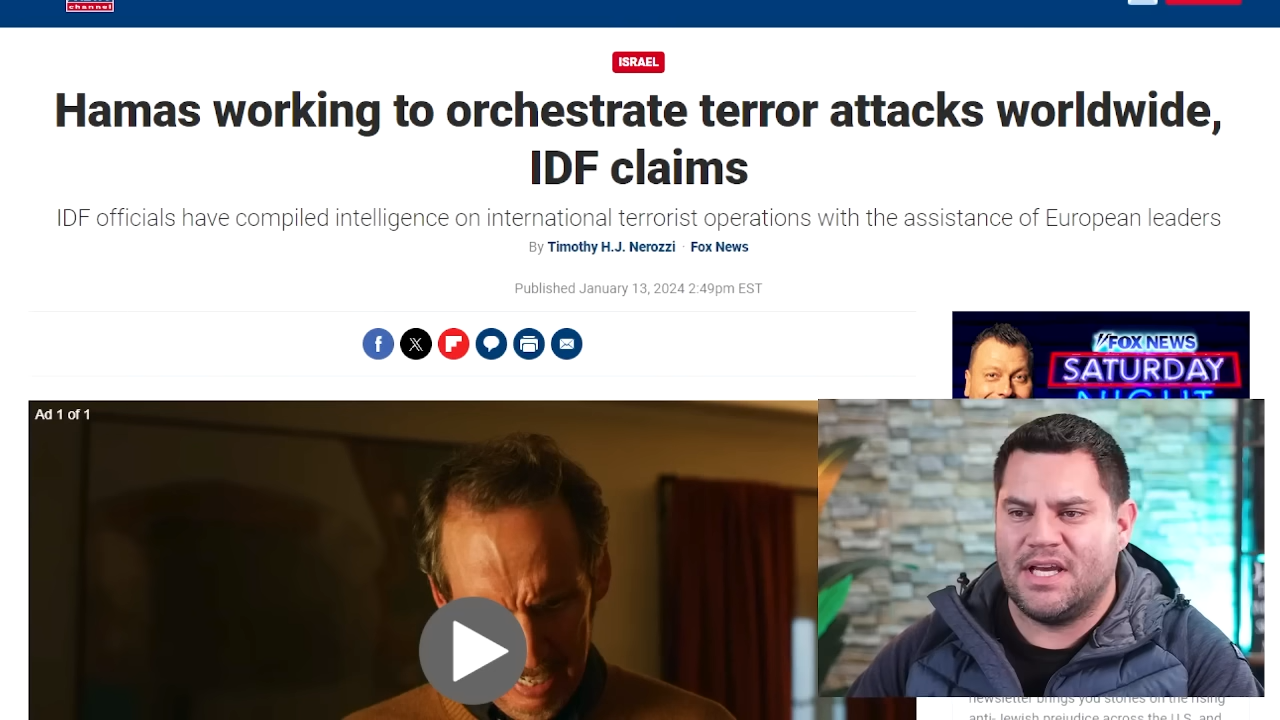 channel
ISRAEL
Hamas working to orchestrate terror attacks worldwide,
IDF claims
IDF officials have compiled intelligence on international terrorist operations with the assistance of European leaders
By Timothy H.J. Nerozzi · Fox News
Published January 13, 2024 2:49pm EST
f
X
Ad 1 of 1
FOX NEWS
SATURDAY
NIGHT
newsletter brings you stories on the rising
anti-Jewish prejudice across the U.S. and